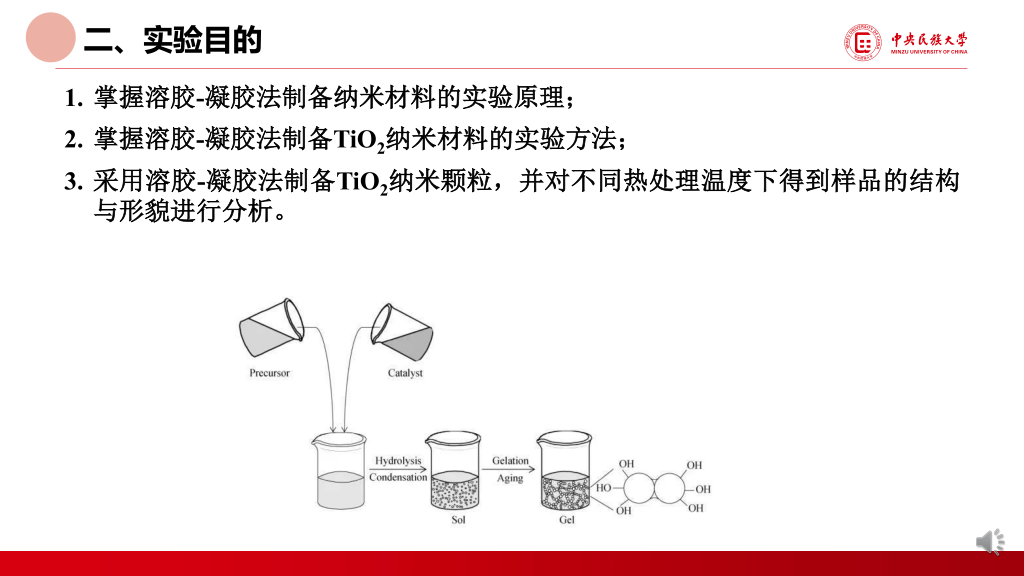 二、实验目的
中央民族大学
MINZU UNIVERSITY OF CHINA
1. 掌握溶胶-凝胶法制备纳米材料的实验原理；
2. 掌握溶胶-凝胶法制备TiO2纳米材料的实验方法；
3. 采用溶胶-凝胶法制备TiO2纳米颗粒，并对不同热处理温度下得到样品的结构
与形貌进行分析。
Precursor
Catalyst
Hydrolysis
Condensation
Sol
Gelation
Aging
Gel
OH
HO
OH
OH
OH
OH